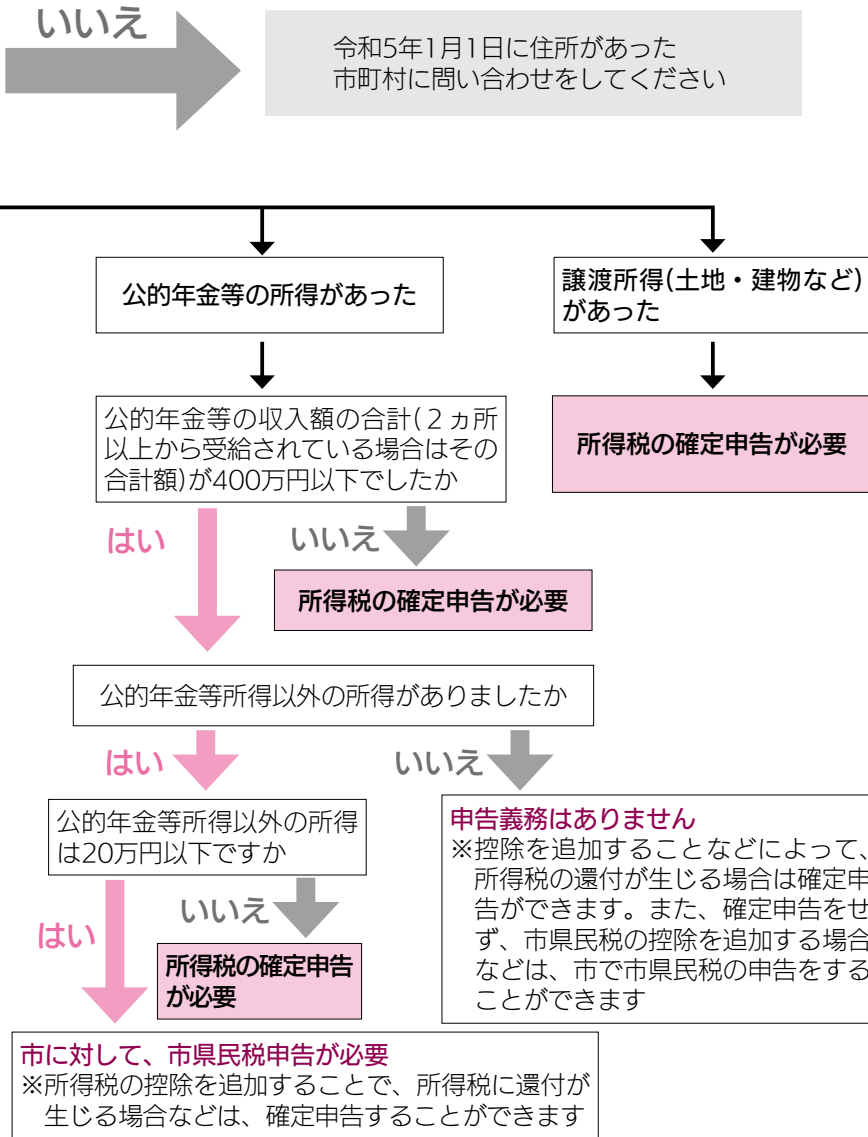 いいえ
令和5年1月1日に住所があった
市町村に問い合わせをしてください
公的年金等の所得があった
譲渡所得(土地・建物など)
があった
公的年金等の収入額の合計(２ヵ所
以上から受給されている場合はその
合計額)が400万円以下でしたか
所得税の確定申告が必要
はい
いいえ
所得税の確定申告が必要
公的年金等所得以外の所得がありましたか
はい
いいえ
公的年金等所得以外の所得
は20万円以下ですか
申告義務はありません
※控除を追加することなどによって、
所得税の還付が生じる場合は確定申
告ができます。また、確定申告をせ
ず、市県民税の控除を追加する場合
などは、市で市県民税の申告をする
ことができます
はい
いいえ
所得税の確定申告
が必要
市に対して、市県民税申告が必要
※所得税の控除を追加することで、所得税に還付が
生じる場合などは、確定申告することができます